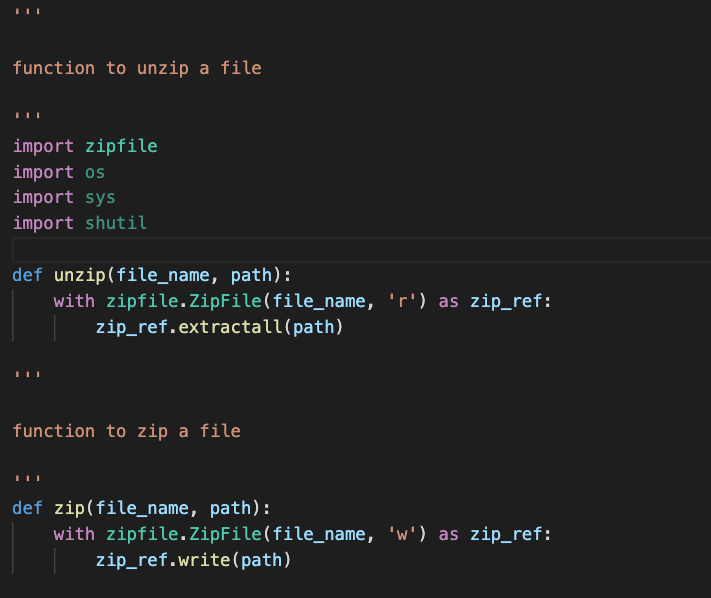 '''
function to unzip a file
'''
import zipfile
import os
import sys
import shutil
def unzip(file_name, path):
    with zipfile.ZipFile(file_name, 'r') as zip_ref:
        zip_ref.extractall(path)
'''
function to zip a file
'''
def zip(file_name, path):
    with zipfile.ZipFile(file_name, 'w') as zip_ref:
        zip_ref.write(path)